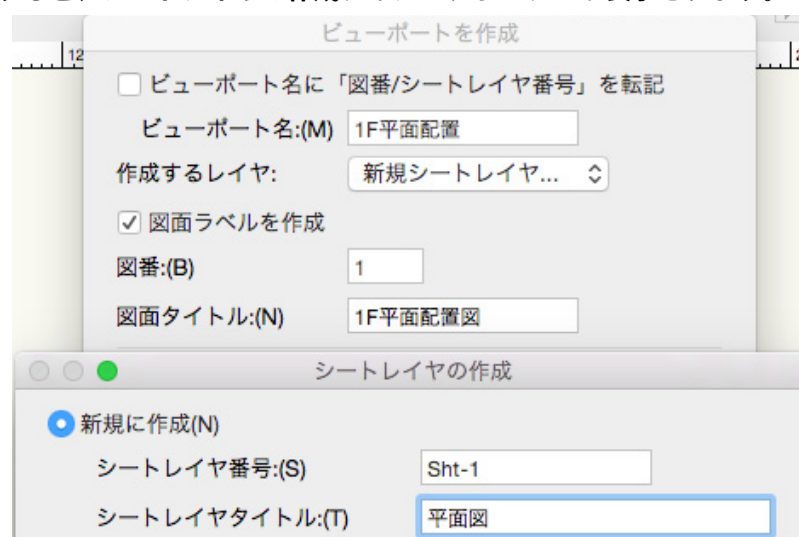 ビューポートを作成
12
ビューポート名に「図番/シートレイヤ番号」を転記
ビューポート名:(M) 1F平面配置
作成するレイヤ: 新規シートレイヤ...
図面ラベルを作成
図番:(B) 1
図面タイトル:(N) 1F平面配置図
シートレイヤの作成
新規に作成(N)
シートレイヤ番号:(S) Sht-1
シートレイヤタイトル:(T) 平面図